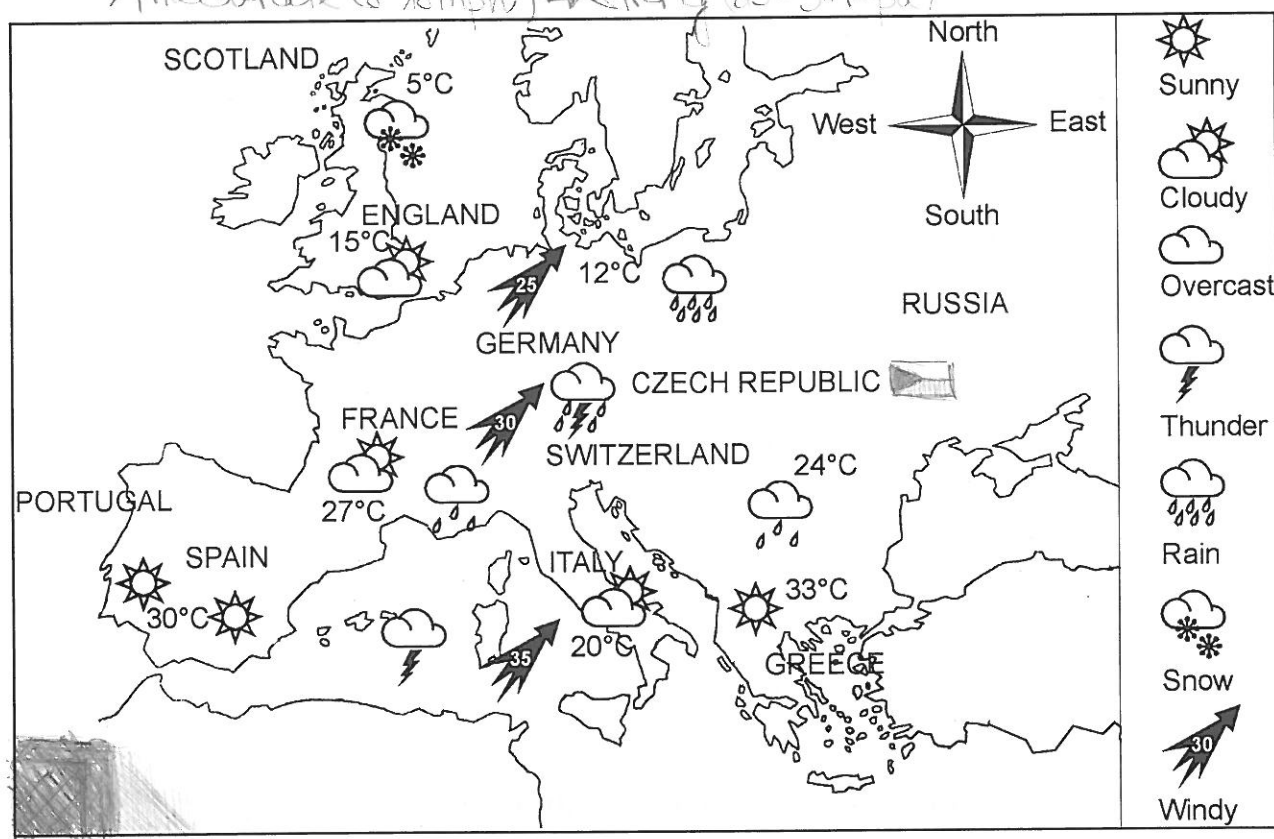 SCOTLAND
5°C
North
West
East
South
ENGLAND
15°C
25
12°C
RUSSIA
GERMANY
CZECH REPUBLIC
30
FRANCE
SWITZERLAND
27°C
24°C
PORTUGAL
SPAIN
30°C
ITALY
35
20°C
33°C
GREECE
Sunny
Cloudy
Overcast
Thunder
Rain
Snow
30
Windy